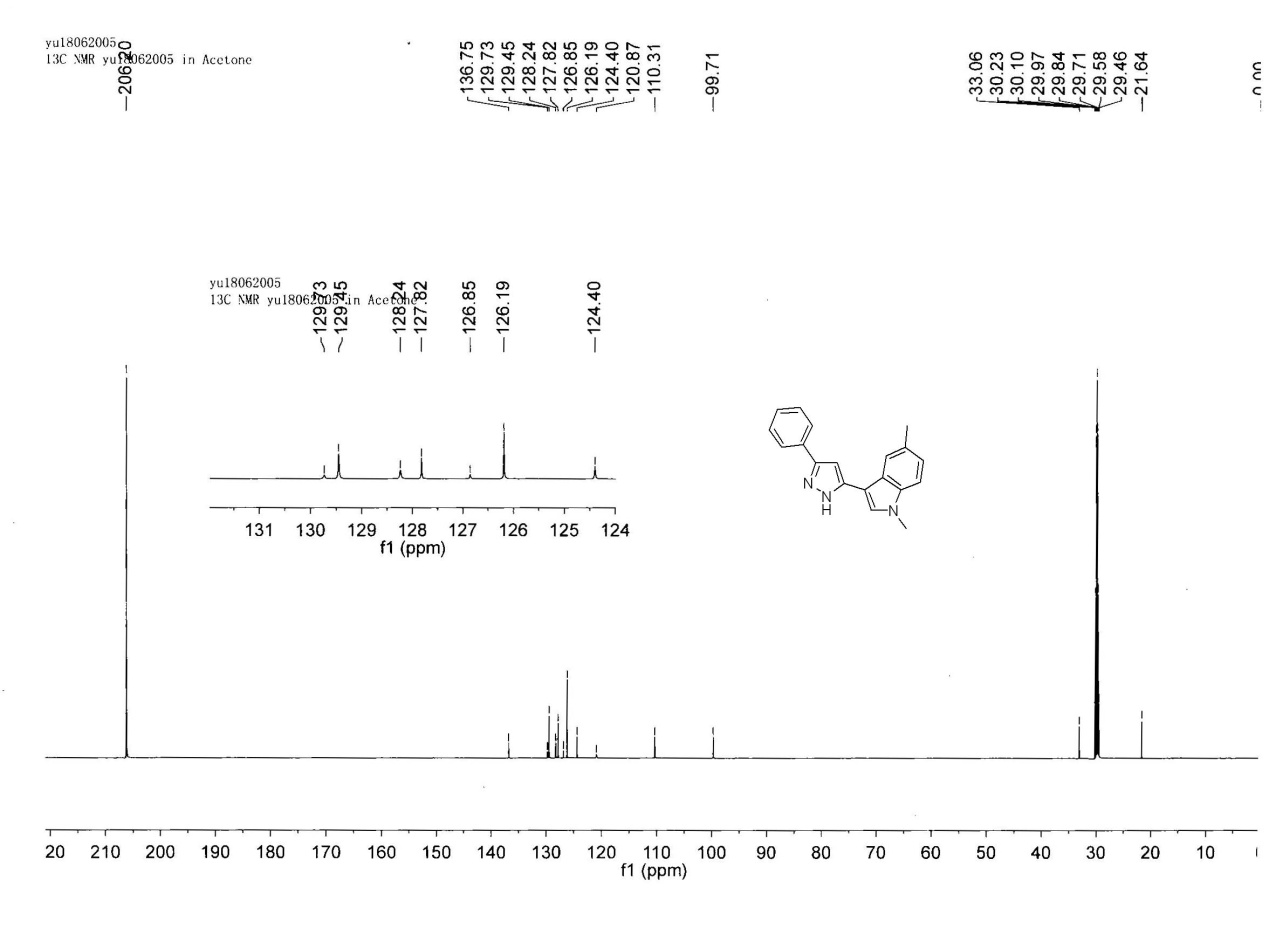 yu18062005
13C NMR yu18062005 in Acetone
206.20
136.75
129.73
129.45
128.24
127.82
126.85
126.19
124.40
120.87
110.31
99.71
33.06
30.23
30.10
29.97
29.84
29.71
29.58
29.46
21.64
0.00
yu18062005
13C NMR yu18062005 in Acetone
129.73
129.45
128.24
127.82
126.85
126.19
124.40
131 130 129 128 127 126 125 124
f1 (ppm)
N
N
H
N
20 210 200 190 180 170 160 150 140 130 120 110 100 90 80 70 60 50 40 30 20 10
f1 (ppm)